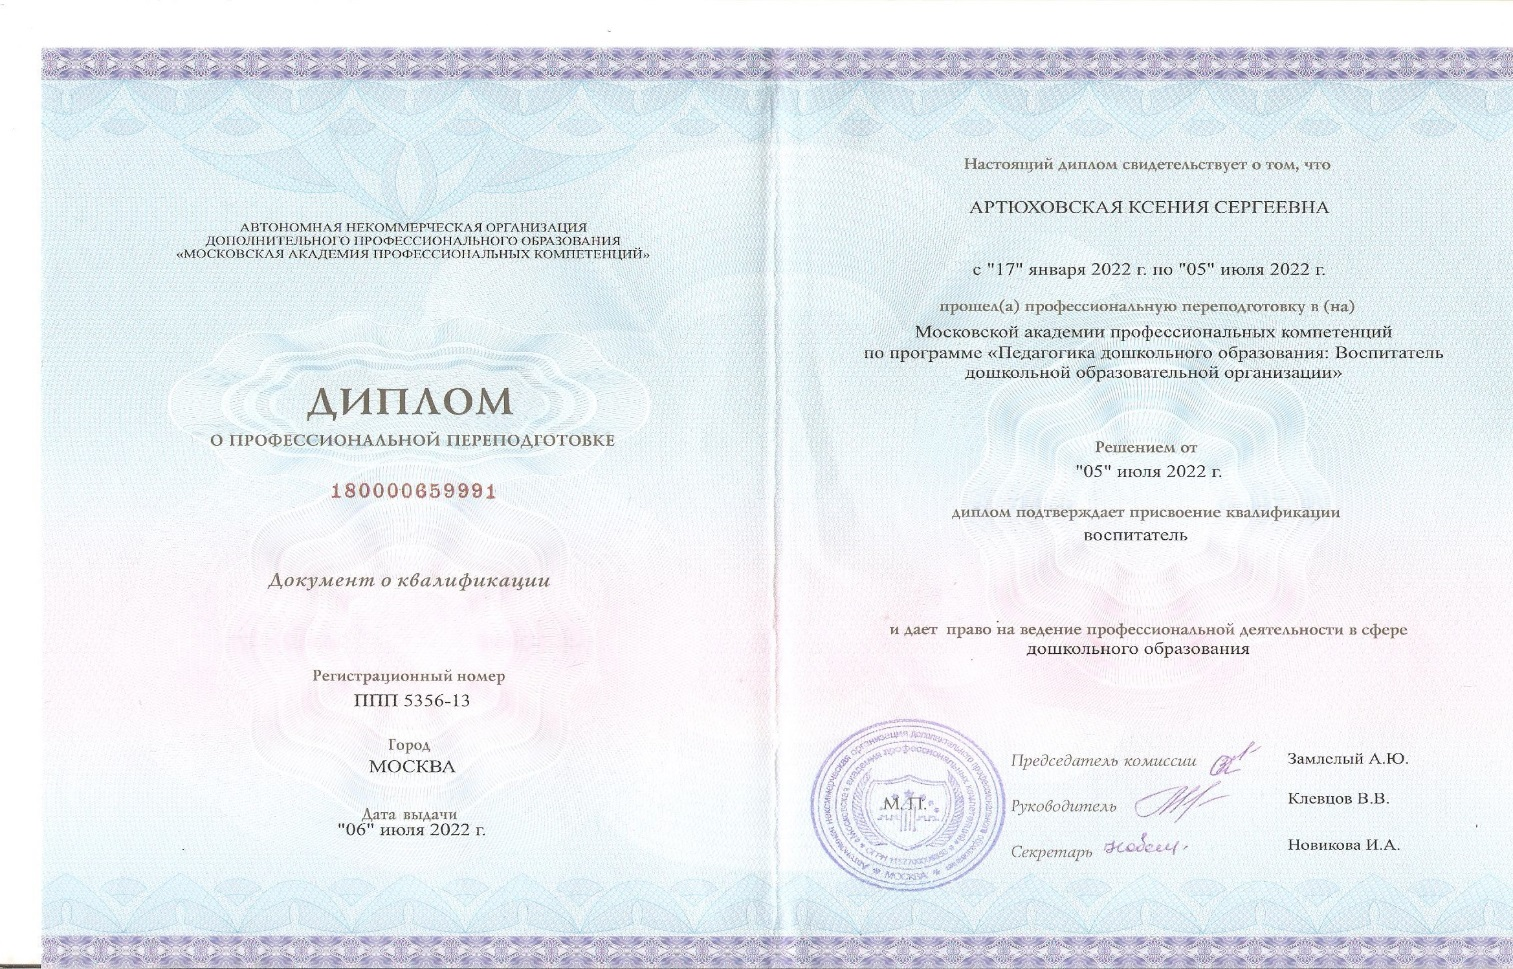 АВТОНОМНАЯ НЕКОММЕРЧЕСКАЯ ОРГАНИЗАЦИЯ
ДОПОЛНИТЕЛЬНОГО ПРОФЕССИОНАЛЬНОГО ОБРАЗОВАНИЯ
«МОСКОВСКАЯ АКАДЕМИЯ ПРОФЕССИОНАЛЬНЫХ КОМПЕТЕНЦИЙ»
ДИПЛОМ
О ПРОФЕССИОНАЛЬНОЙ ПЕРЕПОДГОТОВКЕ
180000659991
Документ о квалификации
Регистрационный номер
ППП 5356-13
Город
МОСКВА
Дата выдачи
"06" июля 2022 г.
Настоящий диплом свидетельствует о том, что
АРТЮХОВСКАЯ КСЕНИЯ СЕРГЕЕВНА
с "17" января 2022 г. по "05" июля 2022 г.
прошел(а) профессиональную переподготовку в (на)
Московской академии профессиональных компетенций
по программе «Педагогика дошкольного образования: Воспитатель
дошкольной образовательной организации»
Решением от
"05" июля 2022 г.
диплом подтверждает присвоение квалификации
воспитатель
и дает право на ведение профессиональной деятельности в сфере
дошкольного образования
М.П.
Председатель комиссии Замлелый А.Ю.
Руководитель Клевцов В.В.
Секретарь Новикова И.А.
МОСКВА